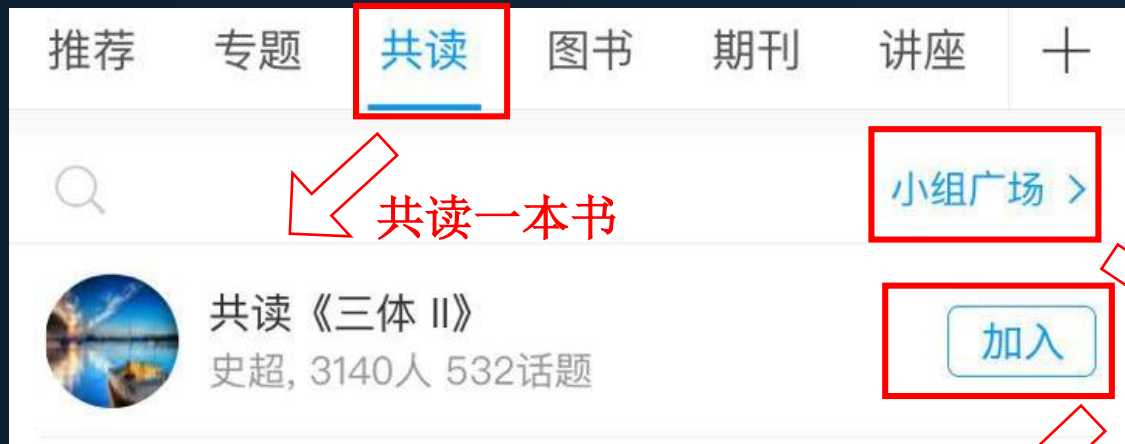 推荐 专题 共读 图书 期刊 讲座 +
小组广场 >
共读一本书
共读《三体 II》
加入
史超, 3140人 532话题